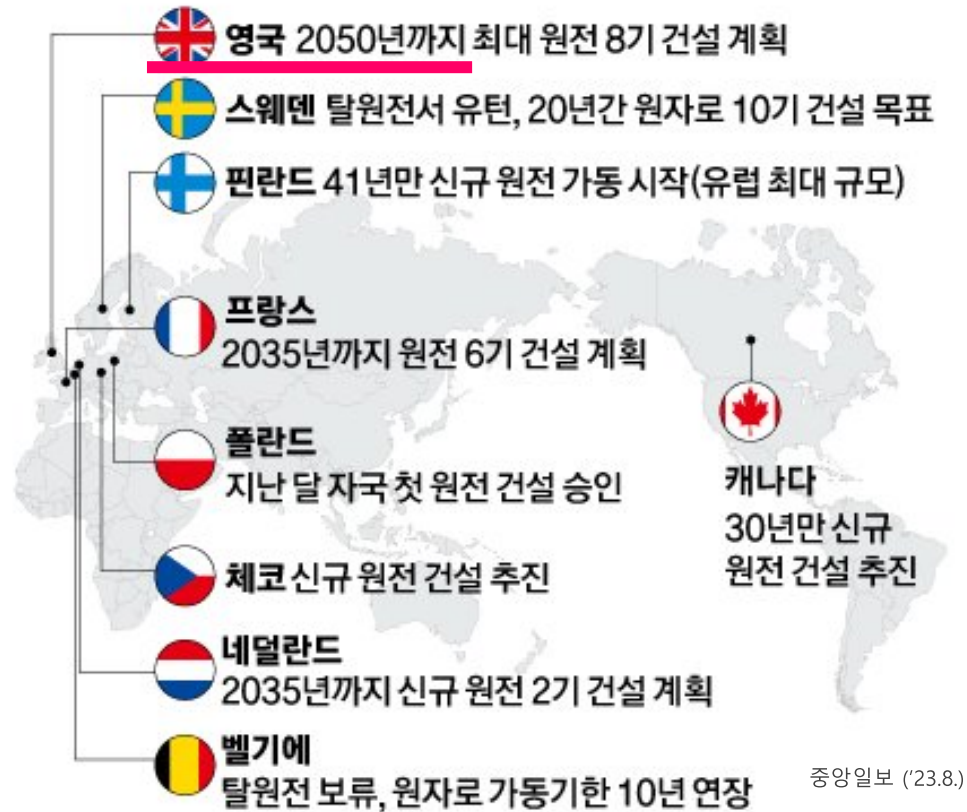 영국 2050년까지 최대 원전 8기 건설 계획
스웨덴 탈원전서 유턴, 20년간 원자로 10기 건설 목표
핀란드 41년만 신규 원전 가동 시작(유럽 최대 규모)
프랑스
2035년까지 원전 6기 건설 계획
폴란드
지난 달 자국 첫 원전 건설 승인
체코 신규 원전 건설 추진
네덜란드
2035년까지 신규 원전 2기 건설 계획
벨기에
탈원전 보류, 원자로 가동기한 10년 연장
캐나다
30년만 신규
원전 건설 추진
중앙일보 ('23.8.)